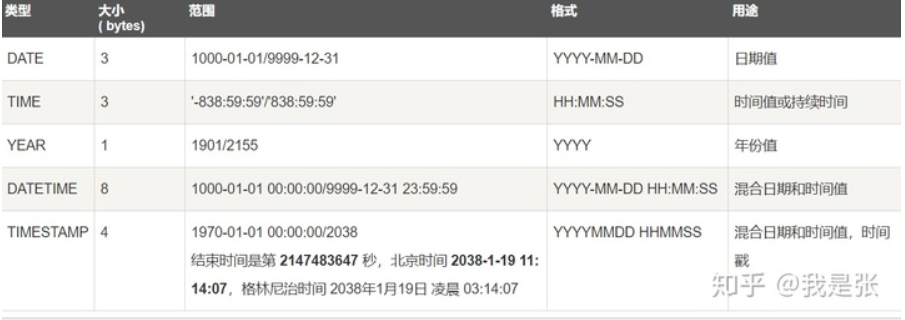 类型 大小 范围 格式 用途
( bytes)
DATE 3 1000-01-01/9999-12-31 YYYY-MM-DD 日期值
TIME 3 '-838:59:59'/'838:59:59' HH:MM:SS 时间值或持续时间
YEAR 1 1901/2155 YYYY 年份值
DATETIME 8 1000-01-01 00:00:00/9999-12-31 23:59:59 YYYY-MM-DD HH:MM:SS 混合日期和时间值
TIMESTAMP 4 1970-01-01 00:00:00/2038 YYYYMMDD HHMMSS 混合日期和时间值，时间
结束时间是第 2147483647 秒，北京时间 2038-1-19 11: 戳
14:07，格林尼治时间 2038年1月19日 凌晨 03:14:07
知乎 @我是张